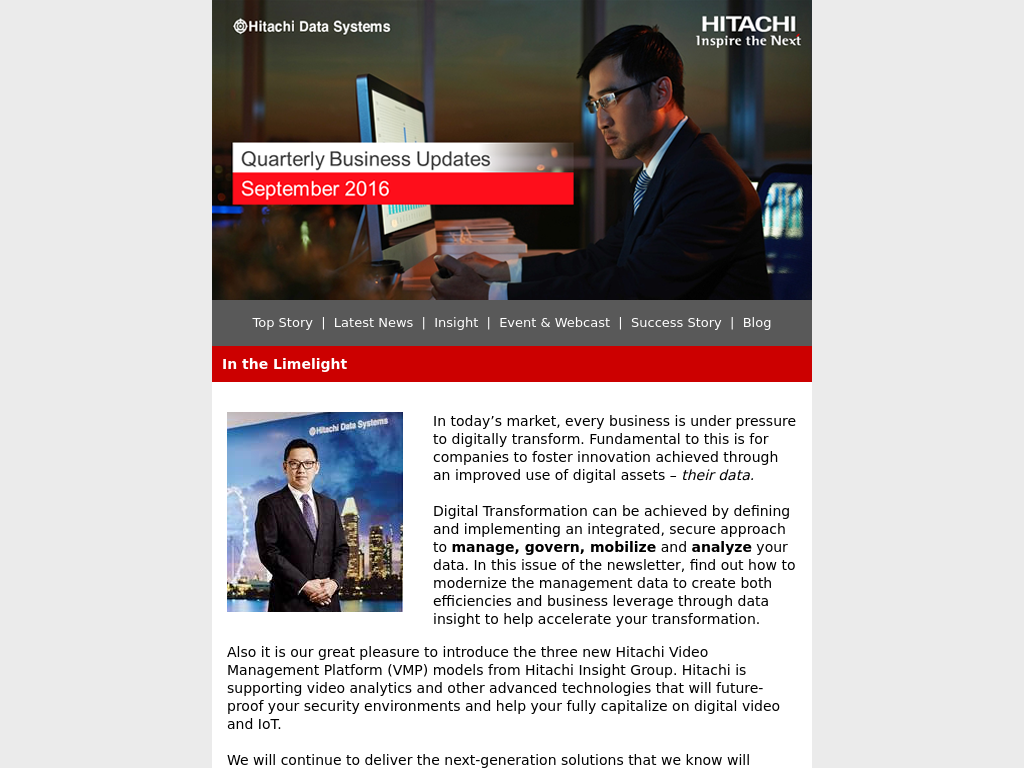 Hitachi Data Systems
HITACHI
Inspire the Next
Quarterly Business Updates
September 2016
Top Story | Latest News | Insight | Event & Webcast | Success Story | Blog
In the Limelight
Hitachi Data Systems
In today’s market, every business is under pressure
to digitally transform. Fundamental to this is for
companies to foster innovation achieved through
an improved use of digital assets – their data.
Digital Transformation can be achieved by defining
and implementing an integrated, secure approach
to manage, govern, mobilize and analyze your
data. In this issue of the newsletter, find out how to
modernize the management data to create both
efficiencies and business leverage through data
insight to help accelerate your transformation.
Also it is our great pleasure to introduce the three new Hitachi Video
Management Platform (VMP) models from Hitachi Insight Group. Hitachi is
supporting video analytics and other advanced technologies that will future-
proof your security environments and help your fully capitalize on digital video
and IoT.
We will continue to deliver the next-generation solutions that we know will